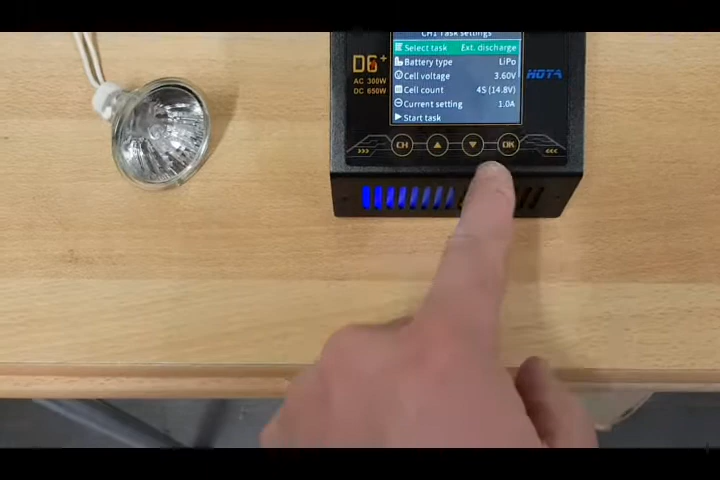 CH1 Task settings
Select task Ext. discharge
Battery type LiPo
Cell voltage 3.60V
Cell count 4S (14.8V)
Current setting 1.0A
Start task
D6+
AC 300W
DC 650W
HOTA
CH OK